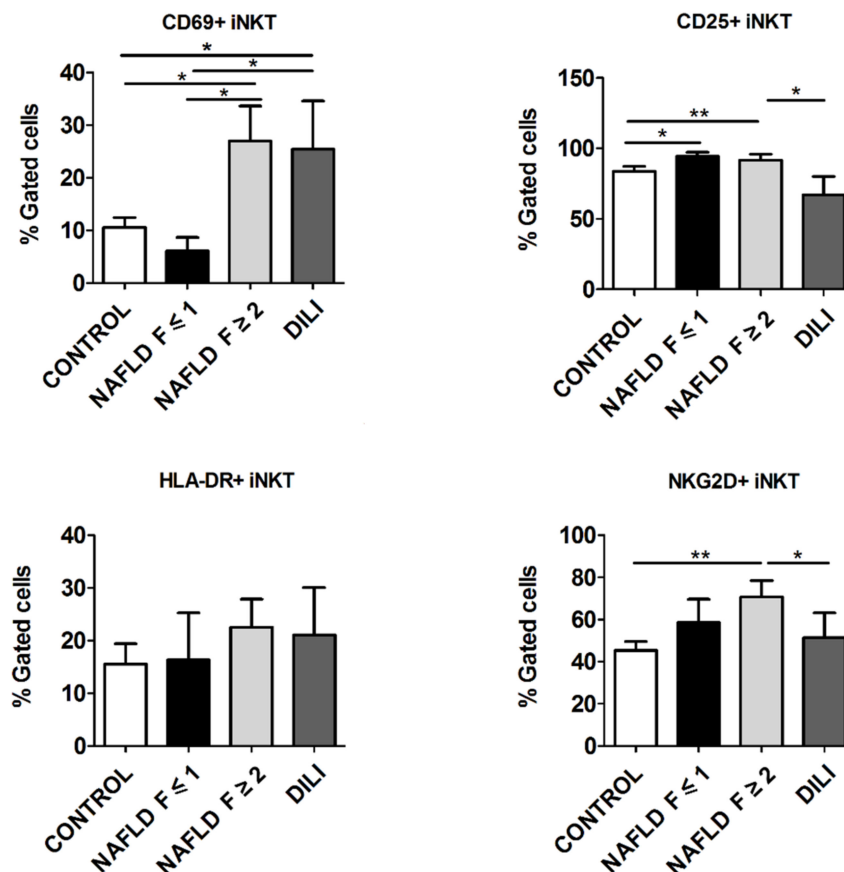 CD69+ iNKT
% Gated cells
40
30
20
10
0
* 
*
*
*
CONTROL
NAFLD F ≤ 1
NAFLD F ≥ 2
DILI
CD25+ iNKT
% Gated cells
150
100
50
0
*
**
*
CONTROL
NAFLD F ≤ 1
NAFLD F ≥ 2
DILI
HLA-DR+ iNKT
% Gated cells
40
30
20
10
0
CONTROL
NAFLD F ≤ 1
NAFLD F ≥ 2
DILI
NKG2D+ iNKT
% Gated cells
100
80
60
40
20
0
**
*
CONTROL
NAFLD F ≤ 1
NAFLD F ≥ 2
DILI